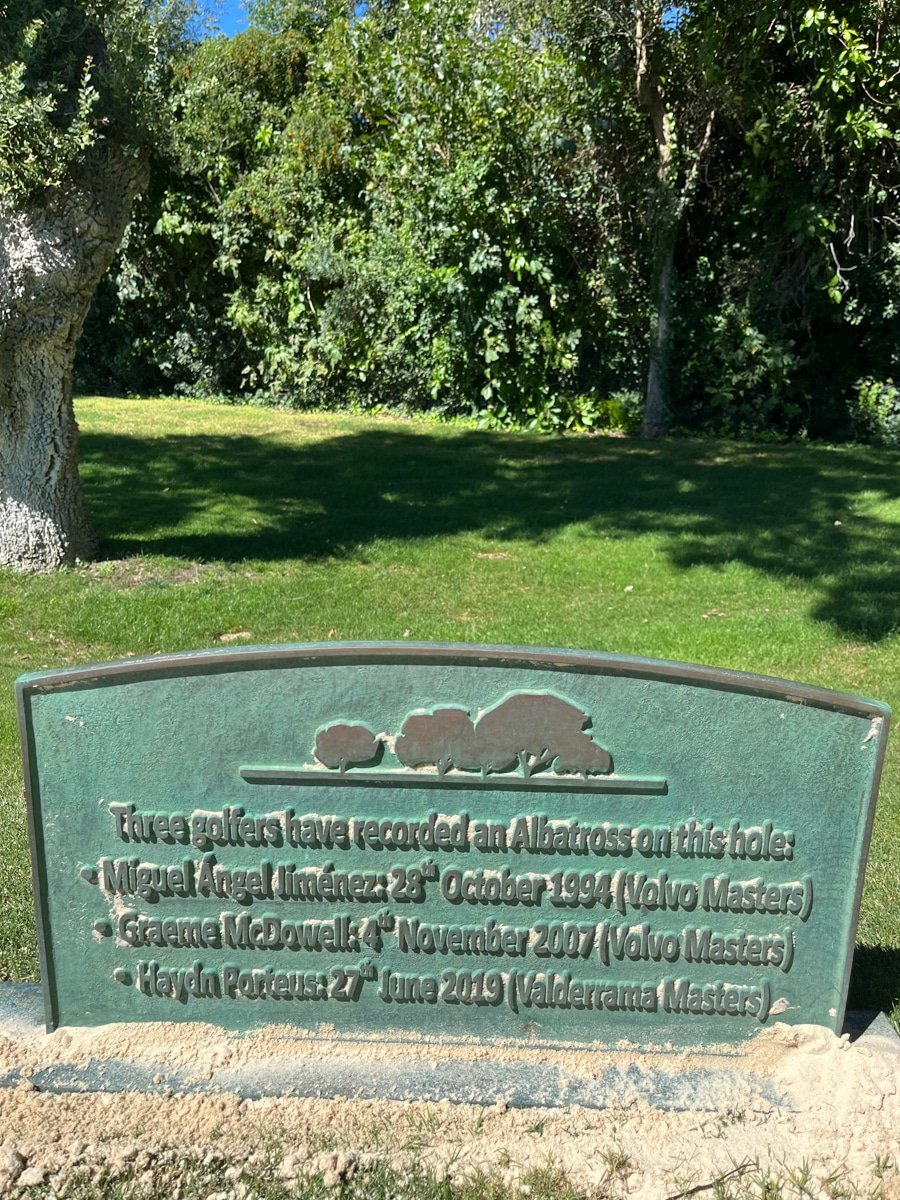 Three golfers have recorded an Albatross on this hole:
• Miguel Ángel Jiménez: 28th October 1994 (Volvo Masters)
• Graeme McDowell: 4th November 2007 (Volvo Masters)
• Haydn Porteus: 27th June 2019 (Valderrama Masters)